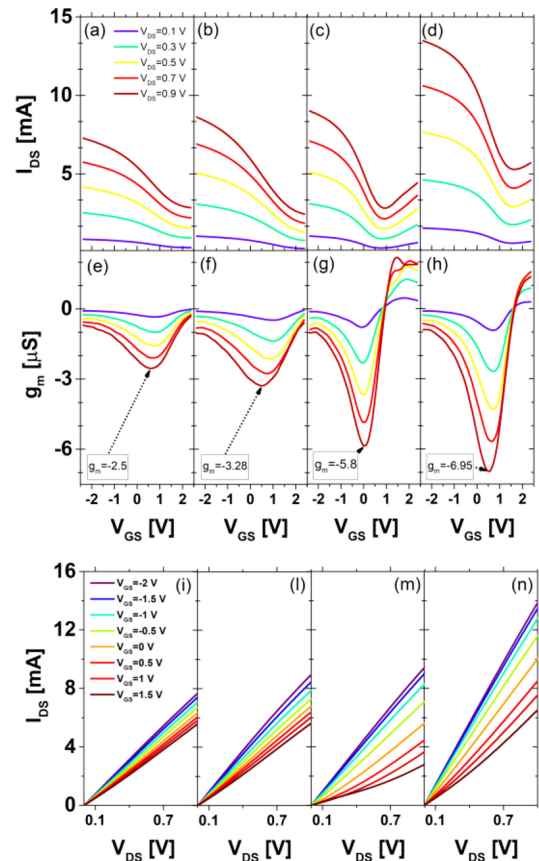 15
10
5
I_DS [mA]
(a) (b) (c) (d)
V_DS=0.1 V
V_DS=0.3 V
V_DS=0.5 V
V_DS=0.7 V
V_DS=0.9 V
(e) (f) (g) (h)
0
-3
-6
g_m [µS]
g_m=-2.5
g_m=-3.28
g_m=-5.8
g_m=-6.95
-2 -1 0 1 2 -2 -1 0 1 2 -2 -1 0 1 2 -2 -1 0 1 2
V_GS [V] V_GS [V] V_GS [V] V_GS [V]
16
12
8
4
0
I_DS [mA]
(i) (l) (m) (n)
V_GS=-2 V
V_GS=-1.5 V
V_GS=-1 V
V_GS=-0.5 V
V_GS=0 V
V_GS=0.5 V
V_GS=1 V
V_GS=1.5 V
0.1 0.7 0.1 0.7 0.1 0.7 0.1 0.7
V_DS [V] V_DS [V] V_DS [V] V_DS [V]